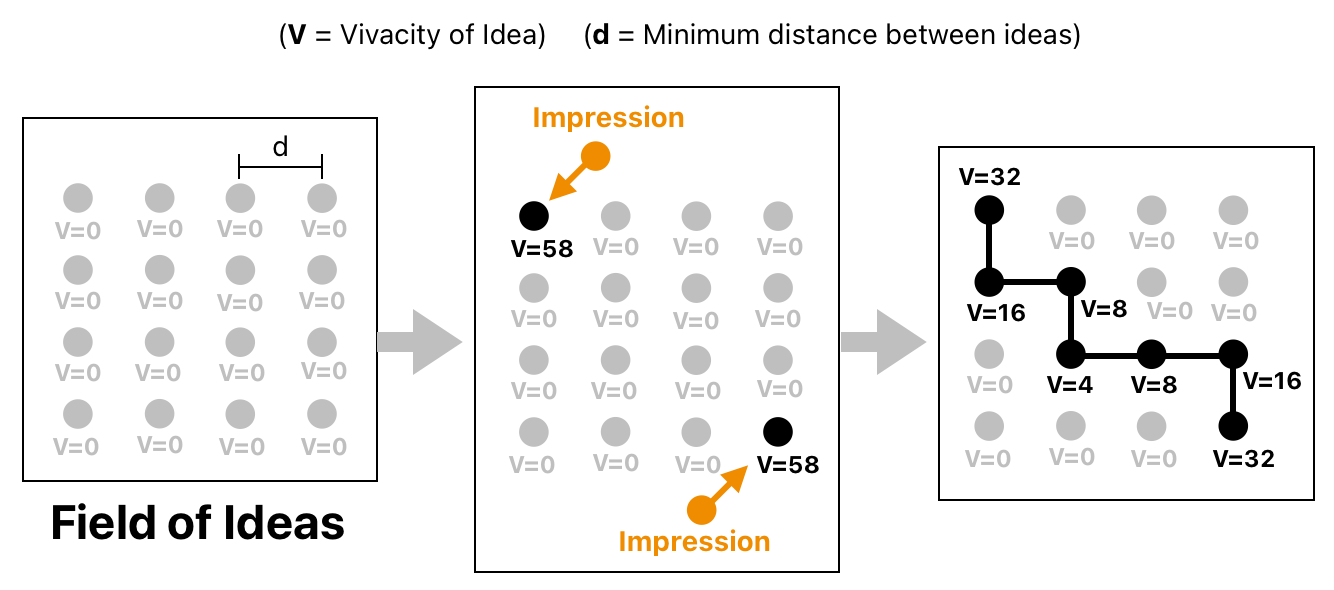 (V = Vivacity of Idea) (d = Minimum distance between ideas)
d
V=0 V=0 V=0 V=0
V=0 V=0 V=0 V=0
V=0 V=0 V=0 V=0
V=0 V=0 V=0 V=0
Field of Ideas
Impression
V=58 V=0 V=0 V=0
V=0 V=0 V=0 V=0
V=0 V=0 V=0 V=0
V=0 V=0 V=0 V=58
Impression
V=32
V=0 V=0 V=0
V=16 V=8 V=0 V=0
V=0 V=4 V=8 V=16
V=0 V=0 V=0 V=32